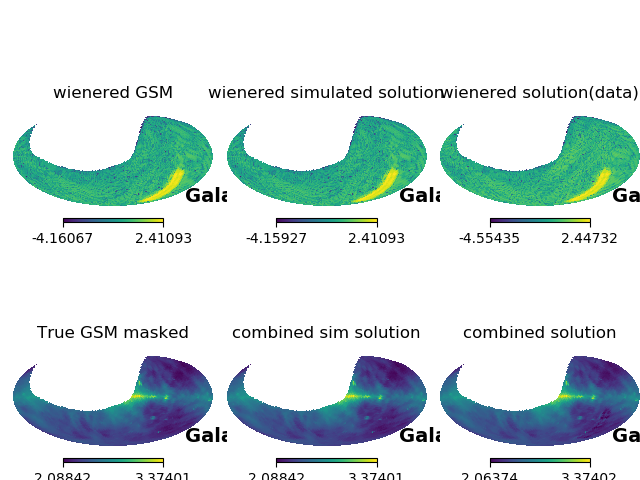 wienered GSM
wienered simulated solution
wienered solution(data)
Gala
Gala
Ga
-4.16067 2.41093
-4.15927 2.41093
-4.55435 2.44732
True GSM masked
combined sim solution
combined solution
Gala
Gala
Ga
2.08842 3.37401
2.08842 3.37401
2.06374 3.37402